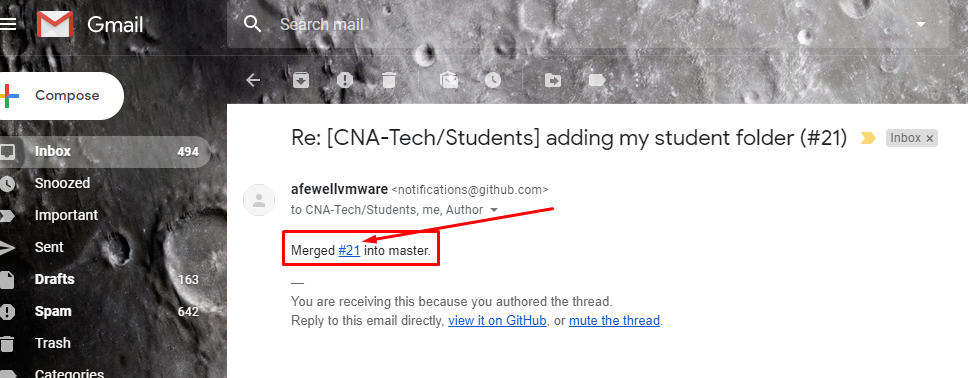 Gmail
Search mail
Compose
Re: [CNA-Tech/Students] adding my student folder (#21)
Inbox ×
Inbox 494
Snoozed
Important
Sent
Drafts 163
Spam 642
Trash
Categories
afewellvmware <notifications@github.com>
to CNA-Tech/Students, me, Author
Merged #21 into master.
—
You are receiving this because you authored the thread.
Reply to this email directly, view it on GitHub, or mute the thread.